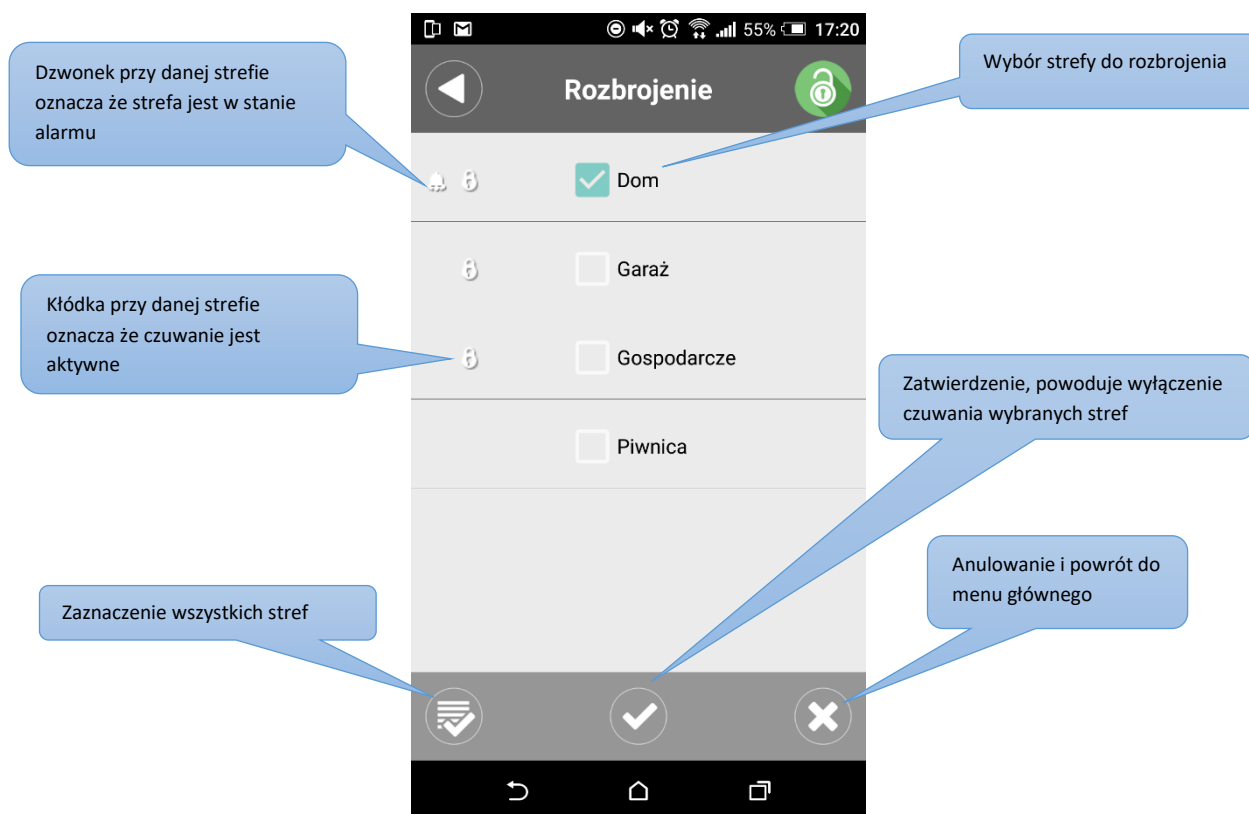 55% 17:20
Rozbrojenie
Dzwonek przy danej strefie
oznacza że strefa jest w stanie
alarmu
Wybór strefy do rozbrojenia
Dom
Garaż
Kłódka przy danej strefie
oznacza że czuwanie jest
aktywne
Gospodarcze
Zatwierdzenie, powoduje wyłączenie
czuwania wybranych stref
Piwnica
Anulowanie i powrót do
menu głównego
Zaznaczenie wszystkich stref